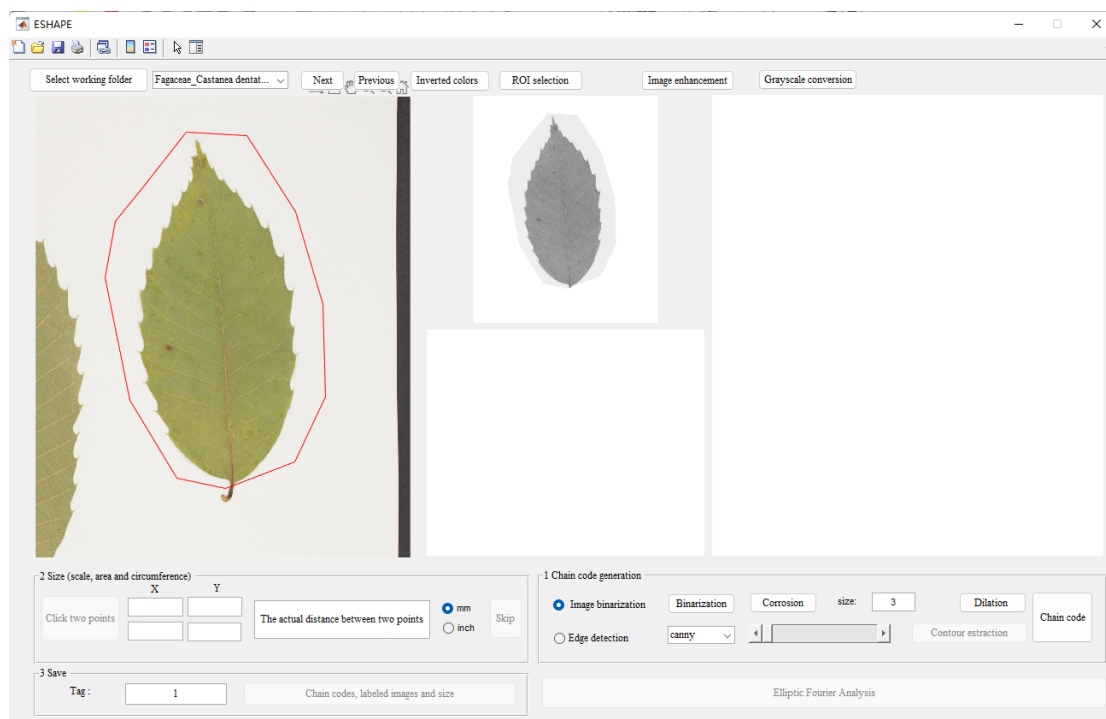 ESHAPE
Select working folder
Fagaceae_Castanea dentat...
Next
Previous
Inverted colors
ROI selection
Image enhancement
Grayscale conversion
2 Size (scale, area and circumference)
X Y
Click two points
The actual distance between two points
mm
inch
Skip
1 Chain code generation
Image binarization
Binarization
Corrosion
size:
3
Dilation
Chain code
Edge detection
canny
Contour extraction
3 Save
Tag :
1
Chain codes, labeled images and size
Elliptic Fourier Analysis